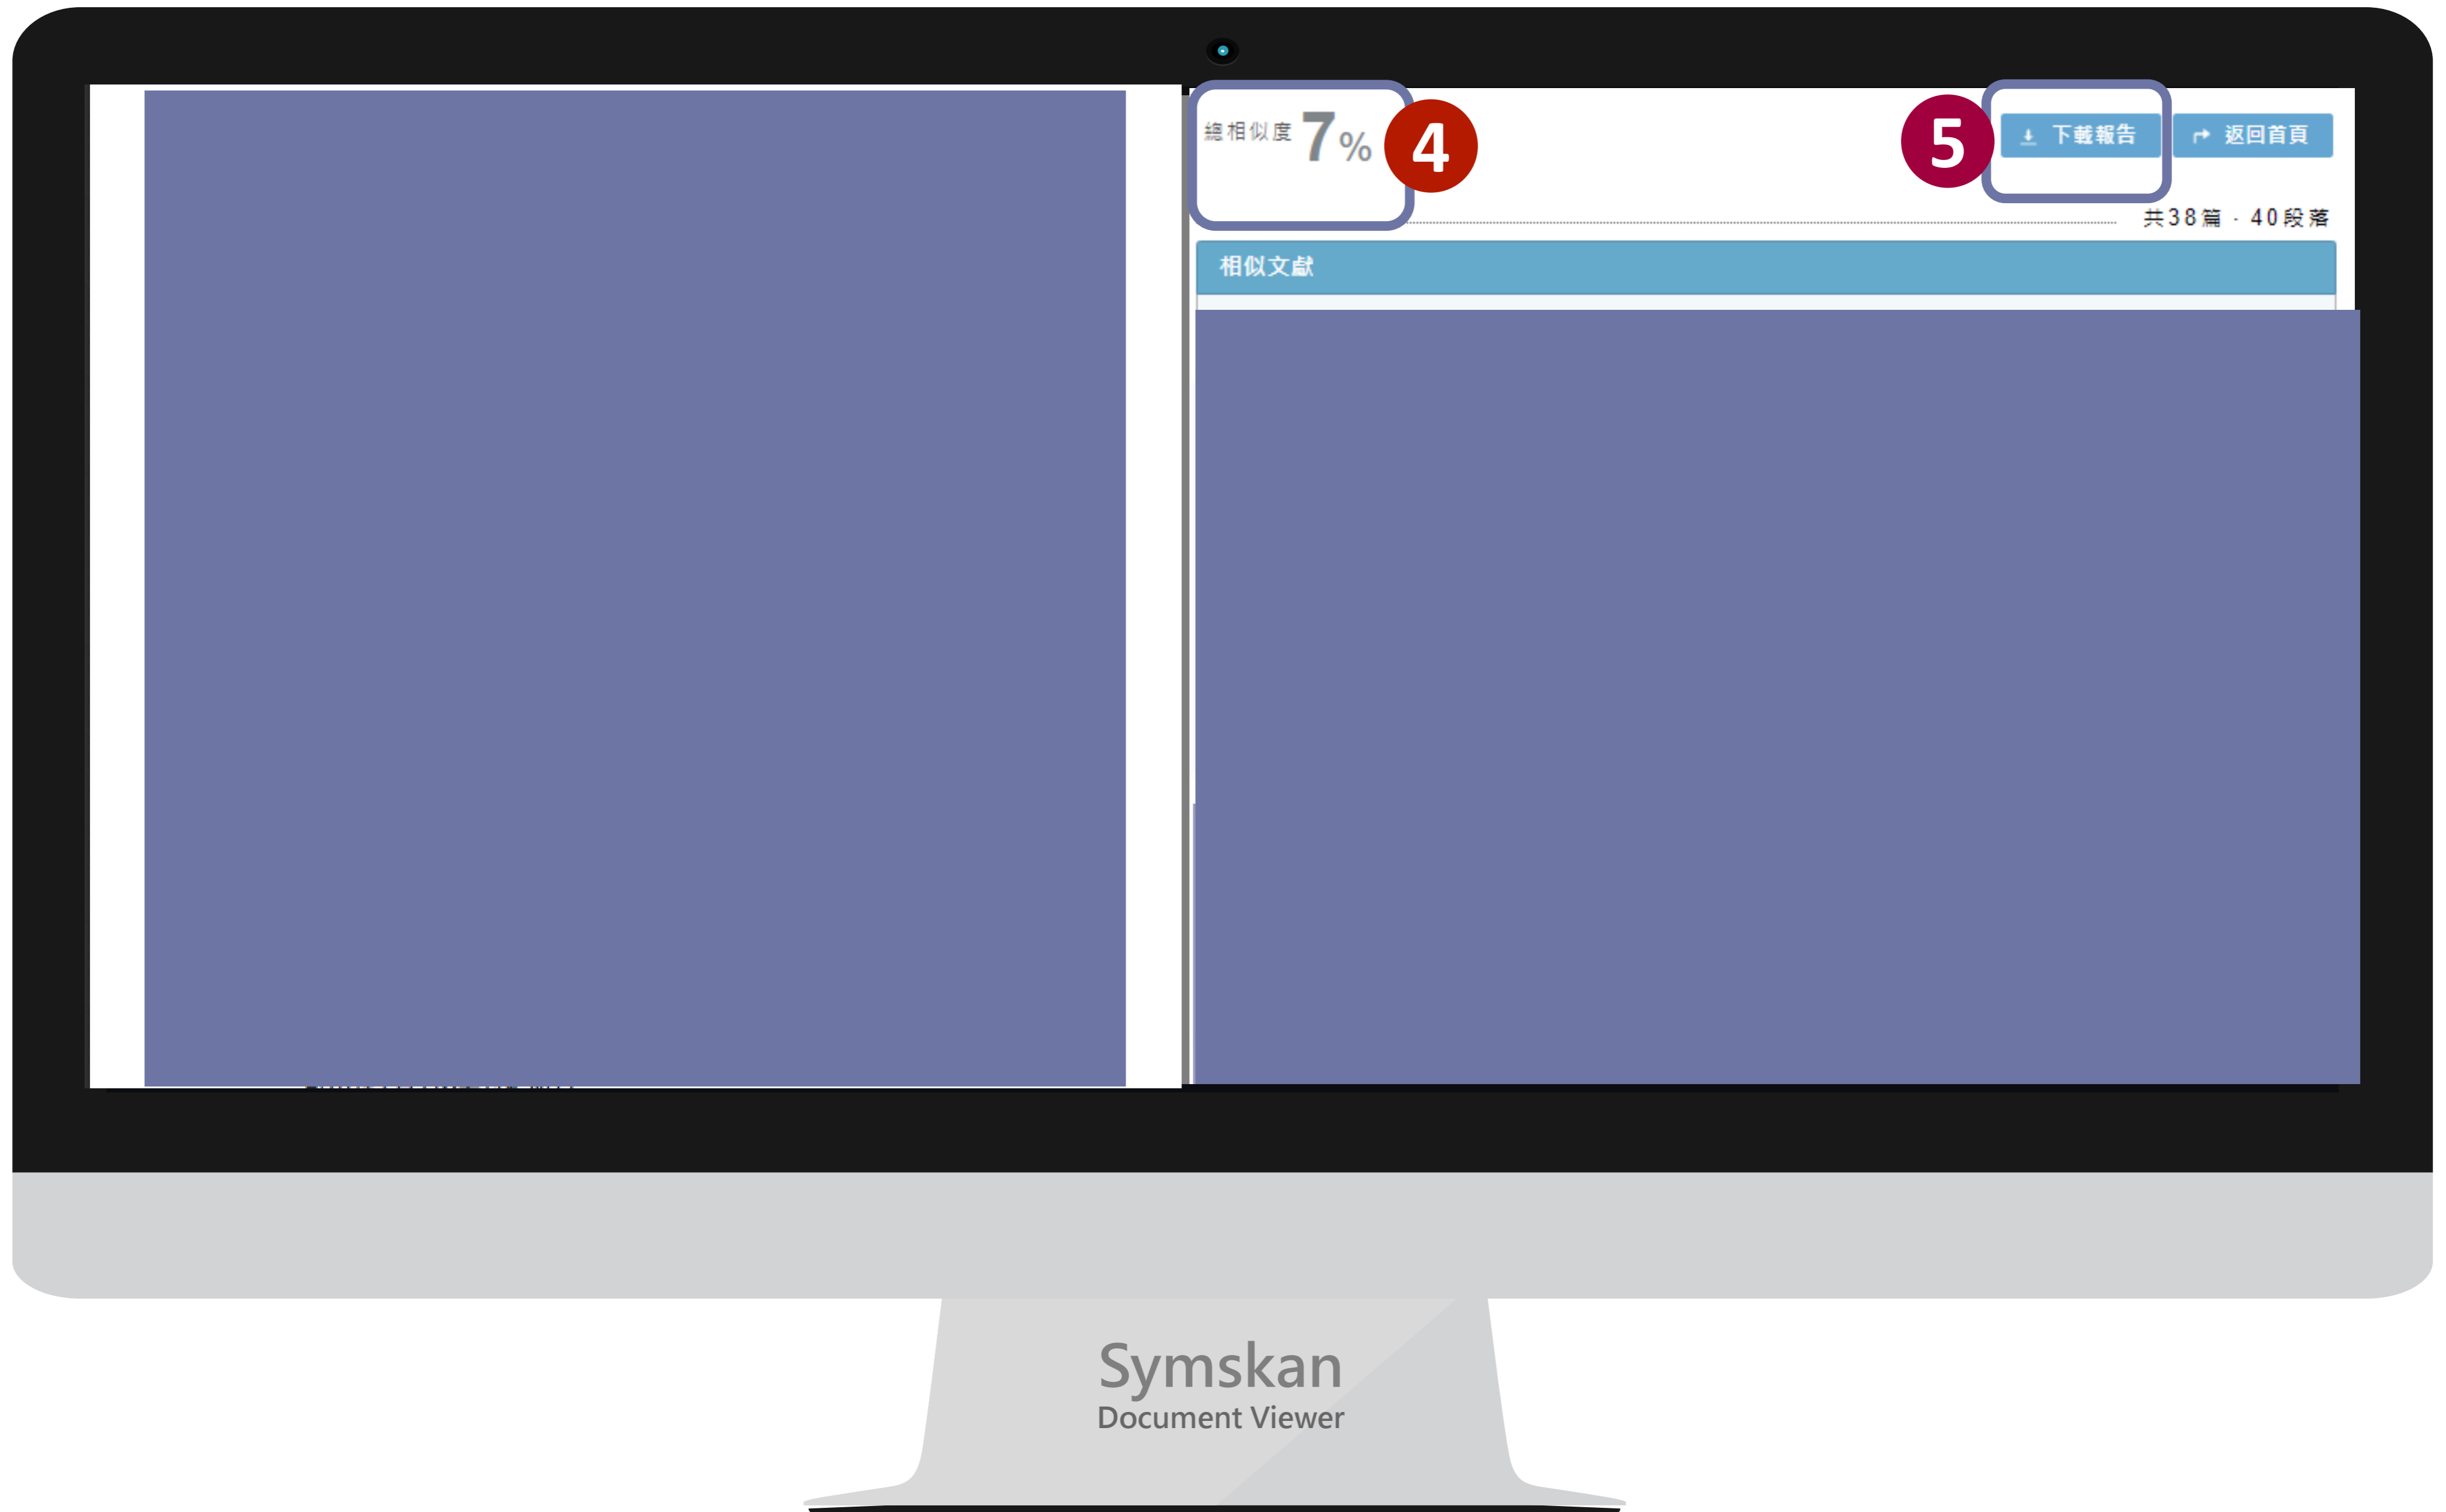 總相似度 7%
4
5
下載報告
返回首頁
共38篇‧40段落
相似文獻
Symskan
Document Viewer